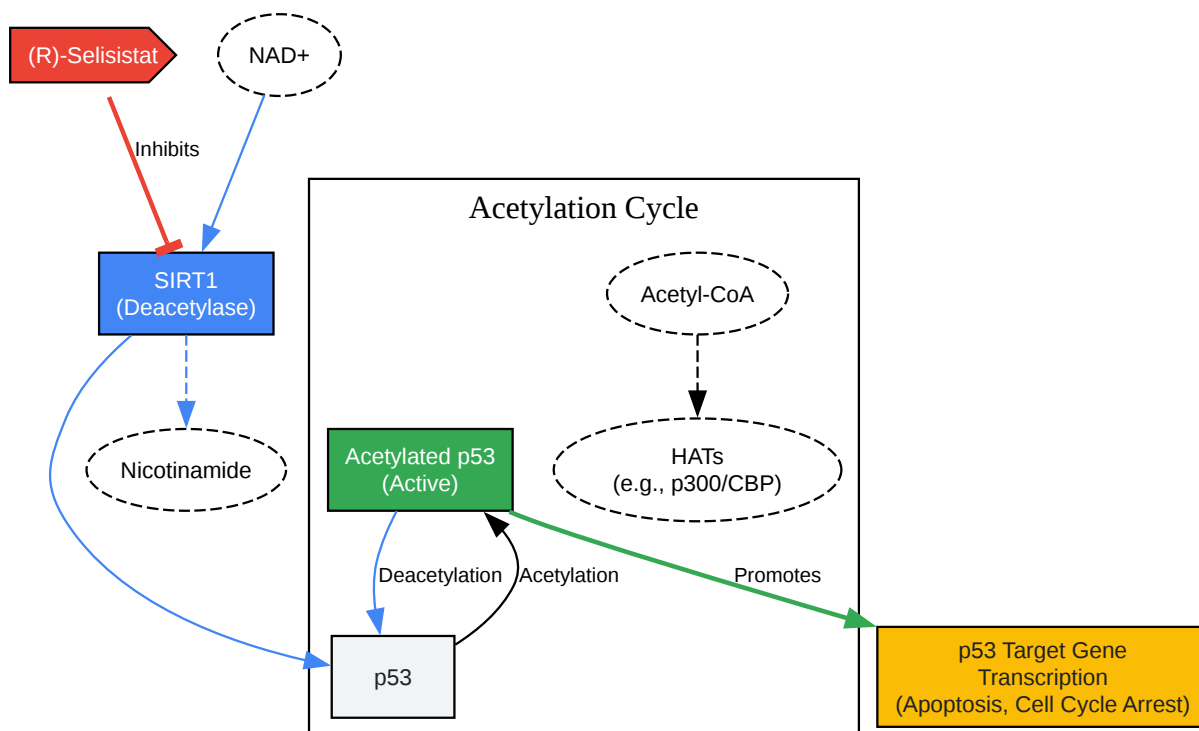 (R)-Selisistat
NAD+
Inhibits
Acetylation Cycle
SIRT1
(Deacetylase)
Acetyl-CoA
Nicotinamide
Acetylated p53
(Active)
HATs
(e.g., p300/CBP)
Deacetylation
Acetylation
Promotes
p53
p53 Target Gene
Transcription
(Apoptosis, Cell Cycle Arrest)